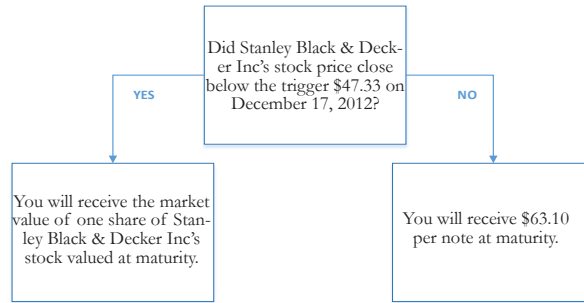 Did Stanley Black & Deck-
er Inc's stock price close
below the trigger $47.33 on
December 17, 2012?
YES
NO
You will receive the market
value of one share of Stan-
ley Black & Decker Inc's
stock valued at maturity.
You will receive $63.10
per note at maturity.